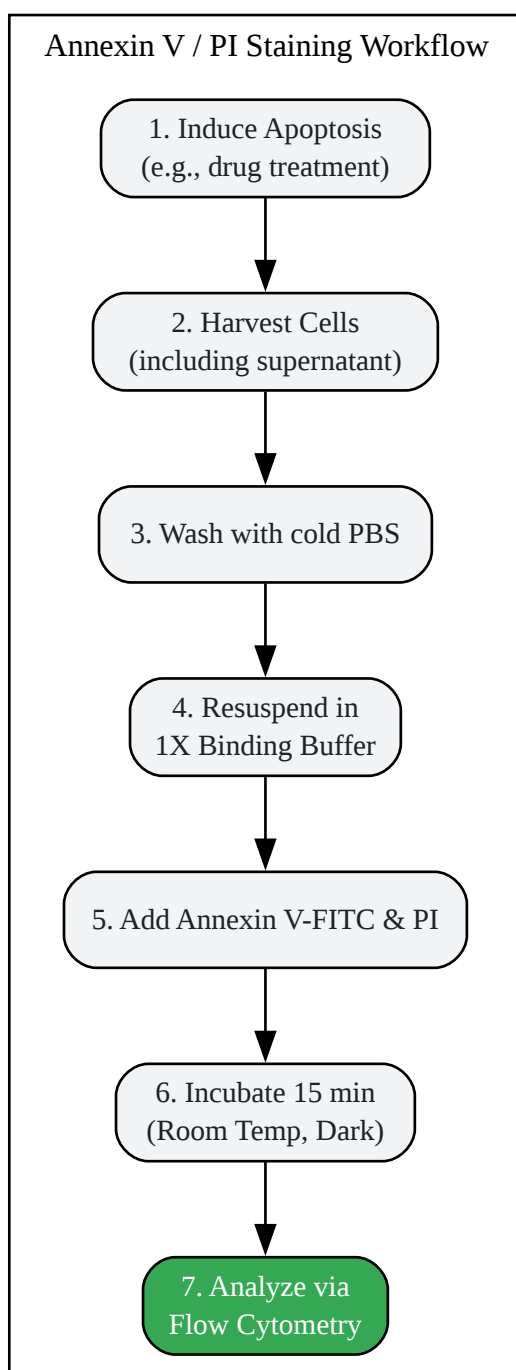 Annexin V / PI Staining Workflow
1. Induce Apoptosis
(e.g., drug treatment)
2. Harvest Cells
(including supernatant)
3. Wash with cold PBS
4. Resuspend in
1X Binding Buffer
5. Add Annexin V-FITC & PI
6. Incubate 15 min
(Room Temp, Dark)
7. Analyze via
Flow Cytometry